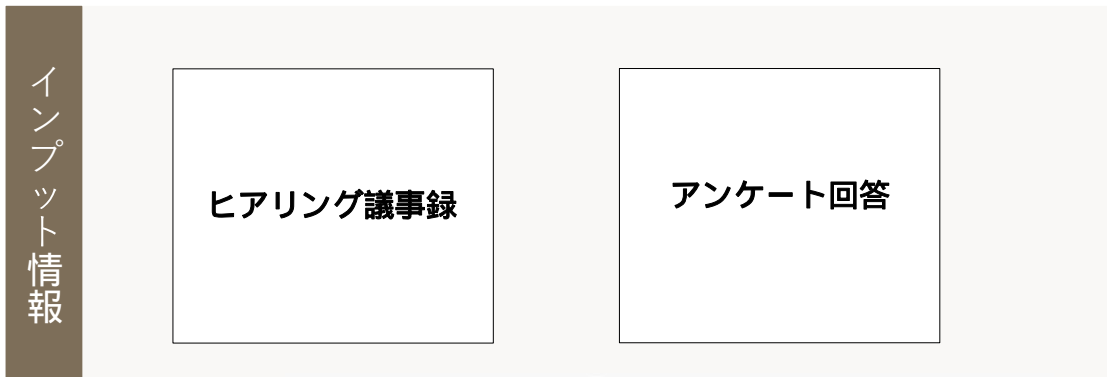 インプット情報
ヒアリング議事録
アンケート回答